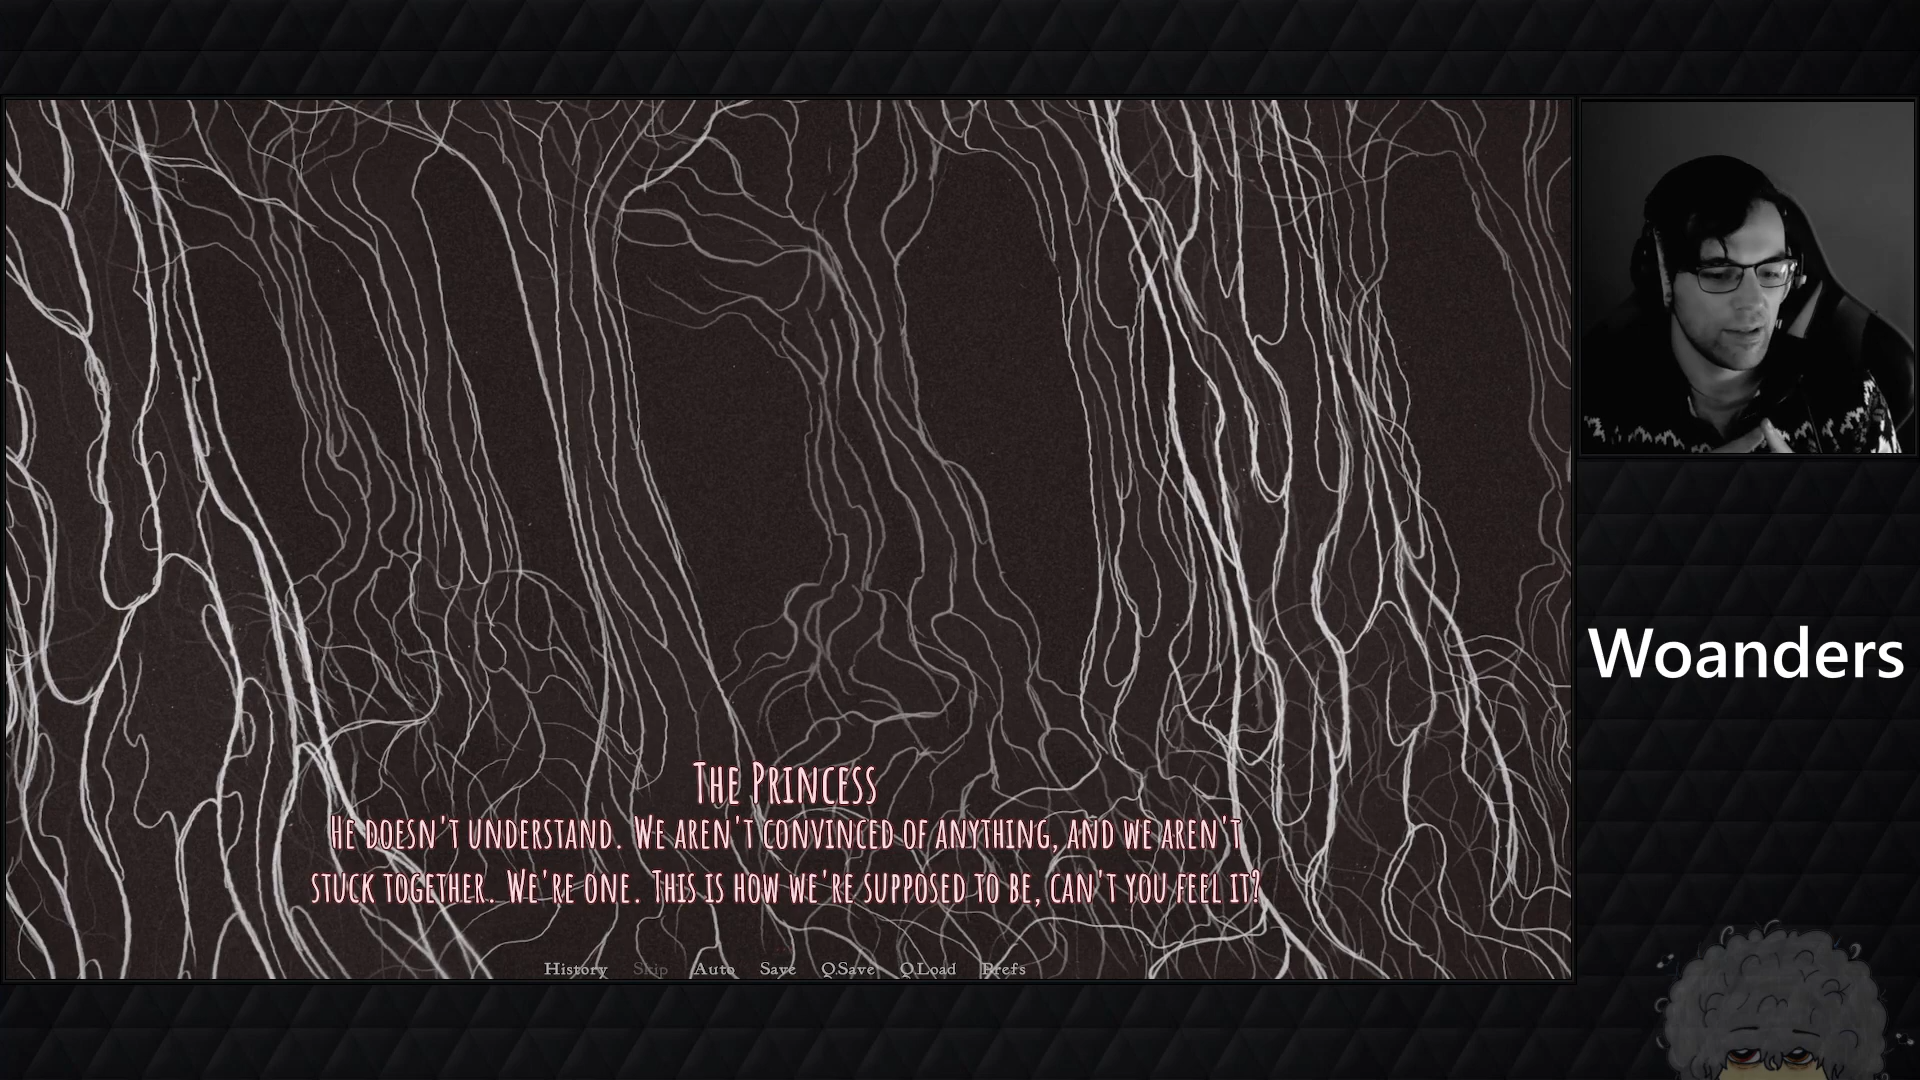 Woanders
The Princess
He doesn't understand. We aren't convinced of anything, and we aren't
stuck together. We're one. This is how we're supposed to be, can't you feel it?
History Skip Auto Save Q.Save Q.Load Prefs